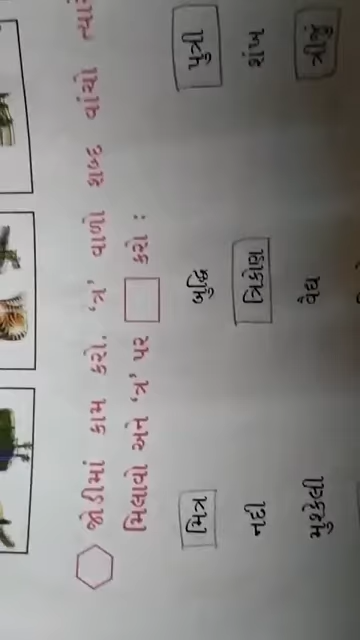 જોડીમાં કામ કરો. 'ત્ર' વાળો શબ્દ વાંચો ત્યારે
મિલાવો અને 'ત્ર' પર કરો :
મિત્ર બુદ્ધિ પુત્રી
નદી ત્રિકોણ શંખ
મુશ્કેલી વૈદ્ય ત્રીજું